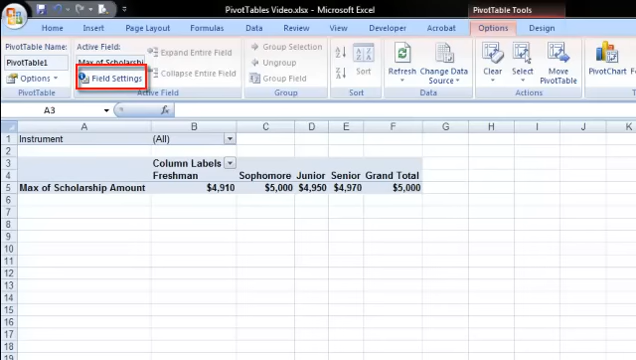 PivotTables Video.xlsx - Microsoft Excel
PivotTable Tools
Home Insert Page Layout Formulas Data Review View Developer Acrobat Options Design
PivotTable Name: Active Field:
PivotTable1 Max of Scholarshi
Options Field Settings
Expand Entire Field
Collapse Entire Field
Group Selection
Ungroup
Group Field
Sort
Refresh Change Data Source
Clear Select Move PivotTable
PivotChart Formulas
PivotTable Active Field Group Sort Data Actions
A3 fx
A B C D E F G H I J K
1 Instrument (All)
2
3 Column Labels
4 Freshman Sophomore Junior Senior Grand Total
5 Max of Scholarship Amount $4,910 $5,000 $4,950 $4,970 $5,000
6
7
8
9
10
11
12
13
14
15
16
17
18
19